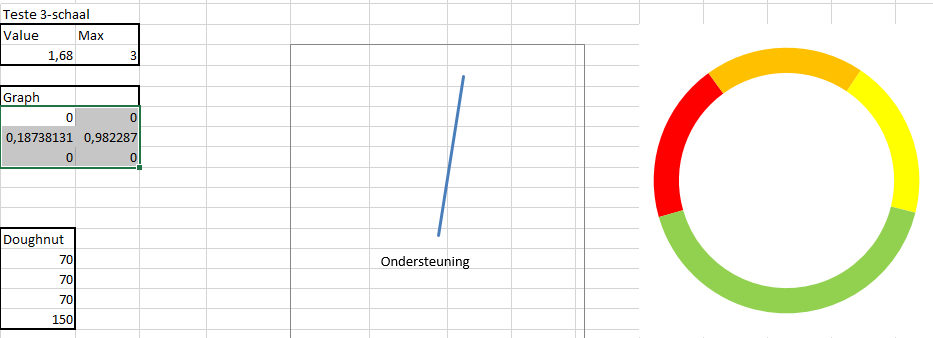 Teste 3-schaal
Value Max
1,68 3
Graph
0 0
0,18738131 0,982287
0 0
Doughnut
70
70
70
150
Ondersteuning